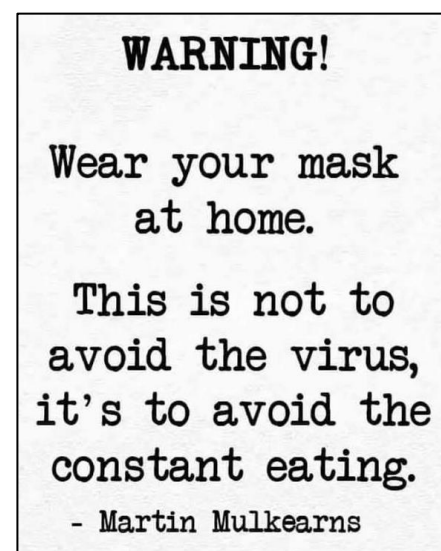 WARNING!
Wear your mask
at home.
This is not to
avoid the virus,
it's to avoid the
constant eating.
- Martin Mulkearns